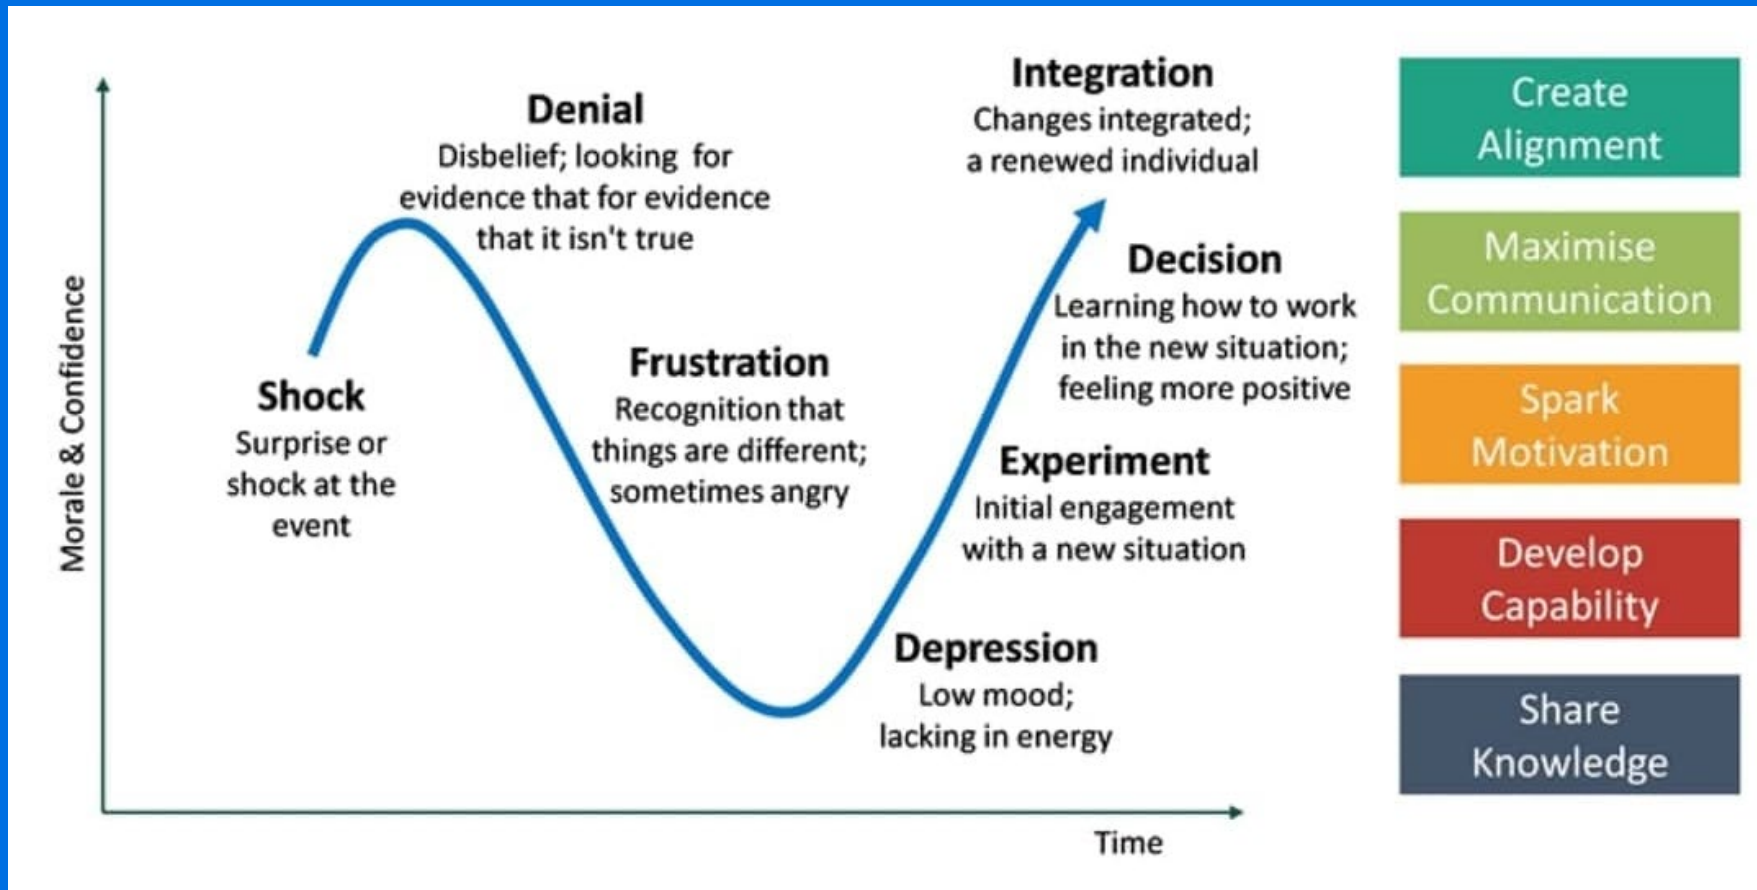 Morale & Confidence
Shock
Surprise or
shock at the
event
Denial
Disbelief; looking for
evidence that for evidence
that it isn't true
Frustration
Recognition that
things are different;
sometimes angry
Depression
Low mood;
lacking in energy
Experiment
Initial engagement
with a new situation
Decision
Learning how to work
in the new situation;
feeling more positive
Integration
Changes integrated;
a renewed individual
Time
Create
Alignment
Maximise
Communication
Spark
Motivation
Develop
Capability
Share
Knowledge